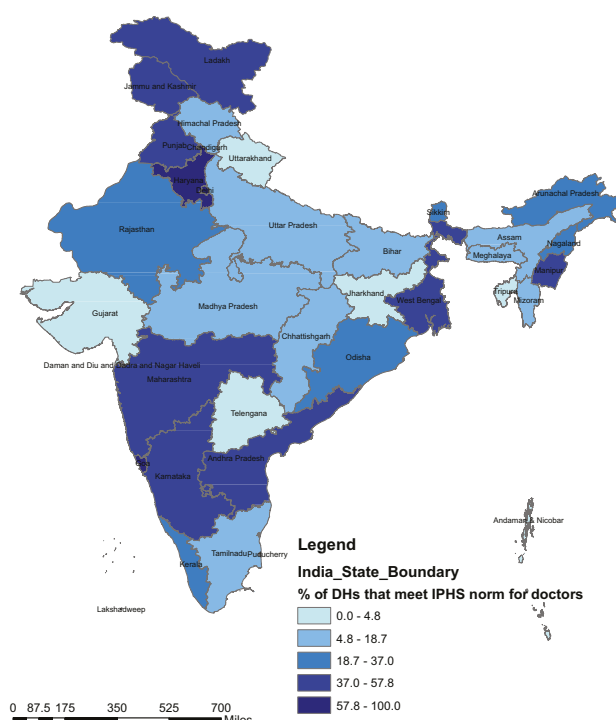 Ladakh
Jammu and Kashmir
Himachal Pradesh
Punjab
Chandigarh
Uttarakhand
Haryana
Delhi
Arunachal Pradesh
Sikkim
Rajasthan
Uttar Pradesh
Assam
Nagaland
Bihar
Meghalaya
Manipur
Tripura
Jharkhand
Mizoram
West Bengal
Madhya Pradesh
Gujarat
Chhattishgarh
Odisha
Daman and Diu and Dadra and Nagar Haveli
Maharashtra
Telengana
Andhra Pradesh
Goa
Karnataka
Andaman & Nicobar
Tamilnadu
Puducherry
Kerala
Lakshadweep
Legend
India_State_Boundary
% of DHs that meet IPHS norm for doctors
0.0 - 4.8
4.8 - 18.7
18.7 - 37.0
37.0 - 57.8
57.8 - 100.0
0 87.5 175 350 525 700
Miles